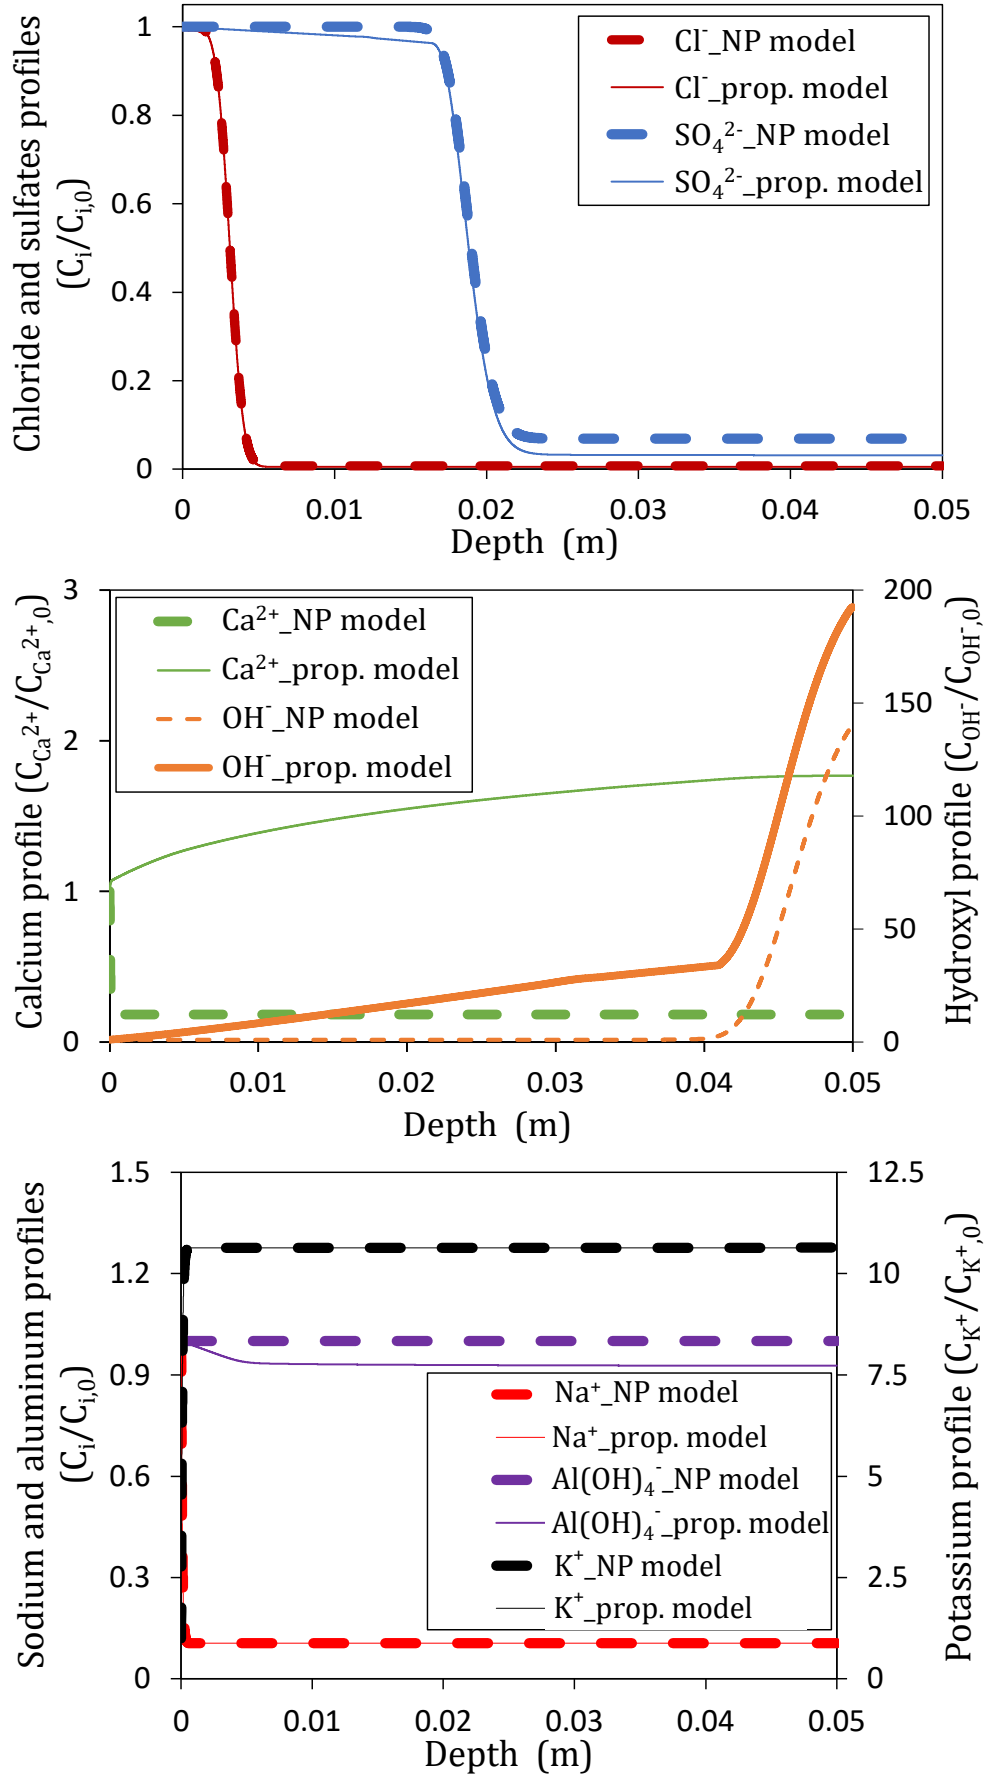 Chloride and sulfates profiles
(Cᵢ/Cᵢ,₀)
1
0.8
0.6
0.4
0.2
0
Cl⁻_NP model
Cl⁻_prop. model
SO₄²⁻_NP model
SO₄²⁻_prop. model
0 0.01 0.02 0.03 0.04 0.05
Depth (m)
Calcium profile (C_Ca²⁺/C_Ca²⁺,₀)
3
2
1
0
Ca²⁺_NP model
Ca²⁺_prop. model
OH⁻_NP model
OH⁻_prop. model
200
150
100
50
0
Hydroxyl profile (C_OH⁻/C_OH⁻,₀)
0 0.01 0.02 0.03 0.04 0.05
Depth (m)
Sodium and aluminum profiles
(Cᵢ/Cᵢ,₀)
1.5
1.2
0.9
0.6
0.3
0
Na⁺_NP model
Na⁺_prop. model
Al(OH)₄⁻_NP model
Al(OH)₄⁻_prop. model
K⁺_NP model
K⁺_prop. model
12.5
10
7.5
5
2.5
0
Potassium profile (C_K⁺/C_K⁺,₀)
0 0.01 0.02 0.03 0.04 0.05
Depth (m)